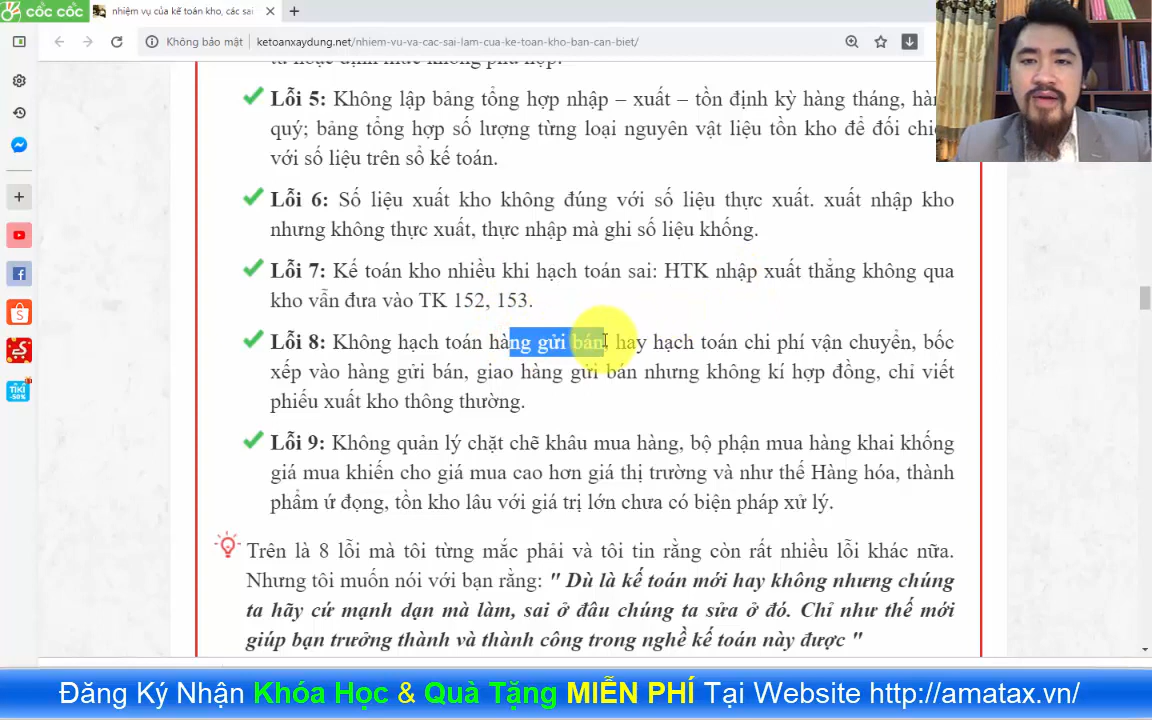 cốc cốc
nhiệm vụ của kế toán kho, các sai
Không bảo mật
ketoanxaydung.net/nhiem-vu-va-cac-sai-lam-cua-ke-toan-kho-ban-can-biet/
Lỗi 5: Không lập bảng tổng hợp nhập – xuất – tồn định kỳ hàng tháng,
quý; bảng tổng hợp số lượng từng loại nguyên vật liệu tồn kho để đối
với số liệu trên sổ kế toán.
Lỗi 6: Số liệu xuất kho không đúng với số liệu thực xuất. xuất nhập kho
nhưng không thực xuất, thực nhập mà ghi số liệu khống.
Lỗi 7: Kế toán kho nhiều khi hạch toán sai: HTK nhập xuất thẳng không qua
kho vẫn đưa vào TK 152, 153.
Lỗi 8: Không hạch toán hàng gửi bán, hay hạch toán chi phí vận chuyển, bốc
xếp vào hàng gửi bán, giao hàng gửi bán nhưng không kí hợp đồng, chỉ viết
phiếu xuất kho thông thường.
Lỗi 9: Không quản lý chặt chẽ khâu mua hàng, bộ phận mua hàng khai khống
giá mua khiến cho giá mua cao hơn giá thị trường và như thế Hàng hóa, thành
phẩm ứ đọng, tồn kho lâu với giá trị lớn chưa có biện pháp xử lý.
Trên là 8 lỗi mà tôi từng mắc phải và tôi tin rằng còn rất nhiều lỗi khác nữa.
Nhưng tôi muốn nói với bạn rằng: " Dù là kế toán mới hay không nhưng chúng
ta hãy cứ mạnh dạn mà làm, sai ở đâu chúng ta sửa ở đó. Chỉ như thế mới
giúp bạn trưởng thành và thành công trong nghề kế toán này được "
TIKI
-50%
Đăng Ký Nhận Khóa Học & Quà Tặng MIỄN PHÍ Tại Website http://amatax.vn/